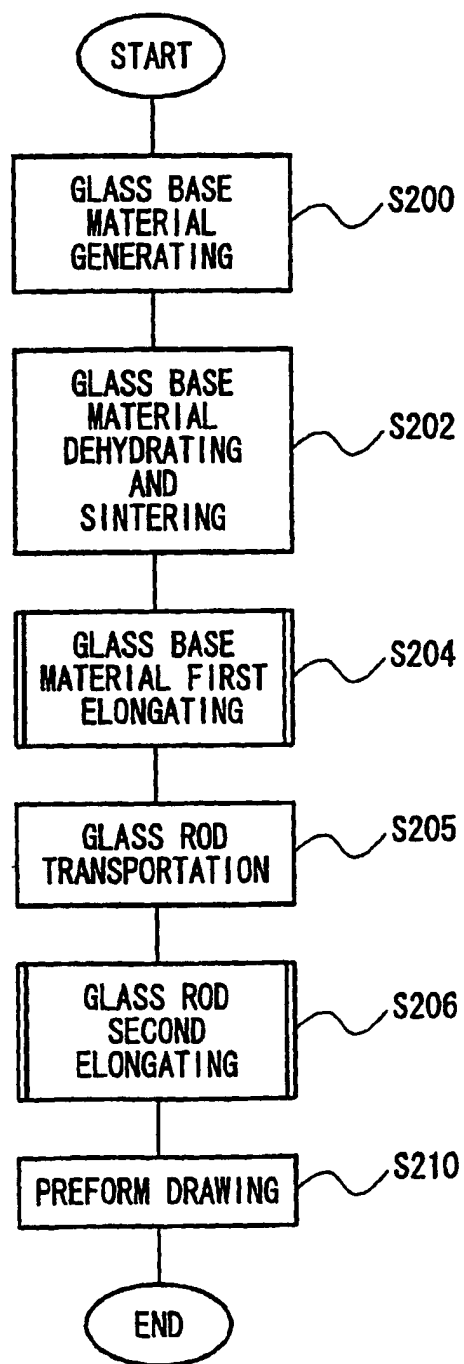 START
GLASS BASE
MATERIAL
GENERATING
S200
GLASS BASE
MATERIAL
DEHYDRATING
AND
SINTERING
S202
GLASS BASE
MATERIAL FIRST
ELONGATING
S204
GLASS ROD
TRANSPORTATION
S205
GLASS ROD
SECOND
ELONGATING
S206
PREFORM DRAWING
S210
END